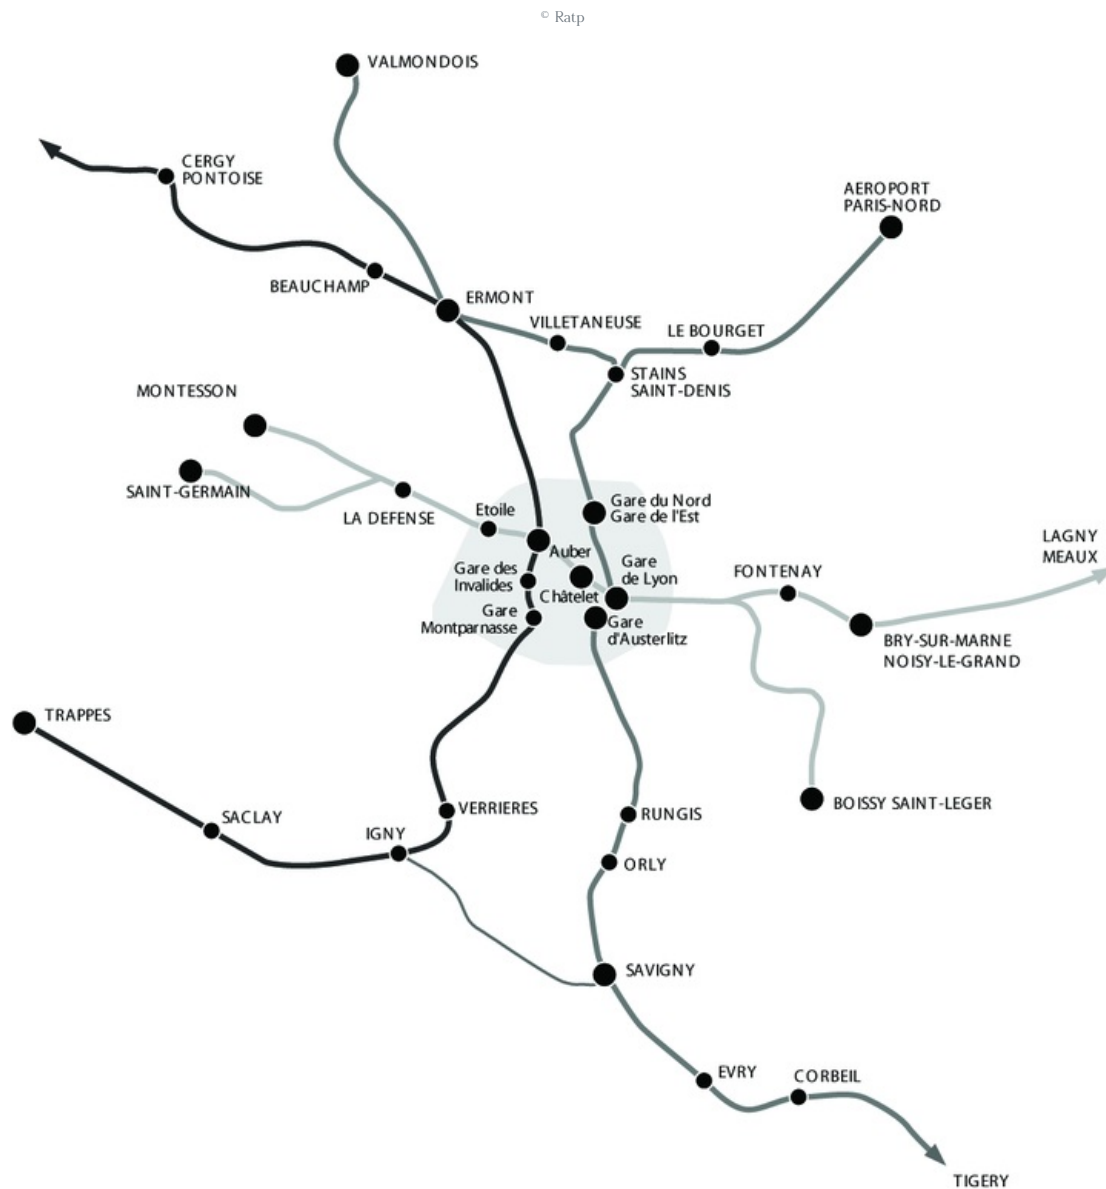 © Ratp
VALMONDOIS
CERGY
PONTOISE
AEROPORT
PARIS-NORD
BEAUCHAMP
ERMONT
VILLETANEUSE
LE BOURGET
STAINS
SAINT-DENIS
MONTESSON
SAINT-GERMAIN
LA DEFENSE
Etoile
Gare du Nord
Gare de l'Est
Auber
Gare
de Lyon
Gare des
Invalides
Châtelet
Gare
Montparnasse
Gare
d'Austerlitz
FONTENAY
LAGNY
MEAUX
BRY-SUR-MARNE
NOISY-LE-GRAND
TRAPPES
SACLAY
IGNY
VERRIERES
RUNGIS
BOISSY SAINT-LEGER
ORLY
SAVIGNY
EVRY
CORBEIL
TIGERY